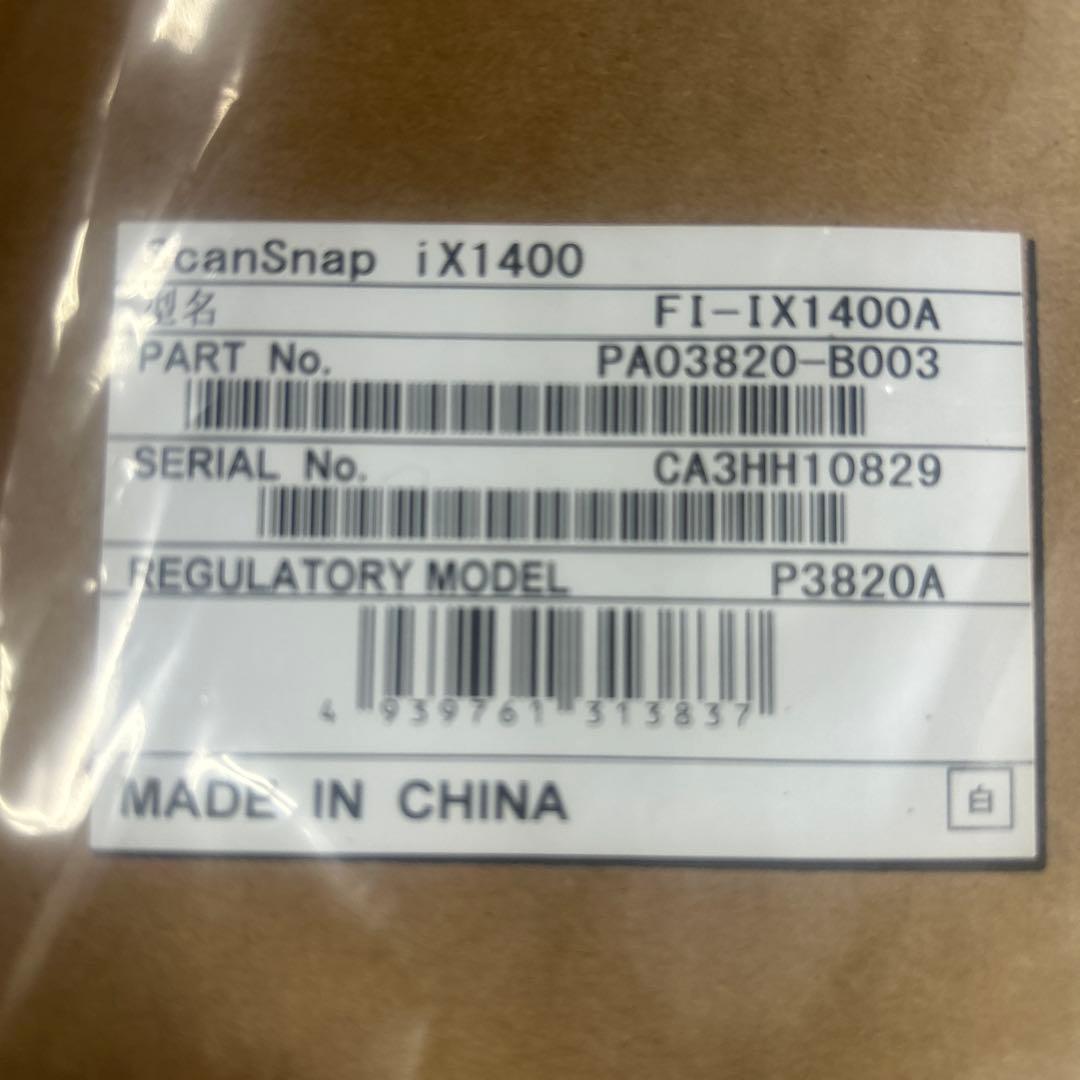 ScanSnap iX1400
型名 FI-IX1400A
PART No. PA03820-B003
SERIAL No. CA3HH10829
REGULATORY MODEL P3820A
4 939761 313837
MADE IN CHINA 白